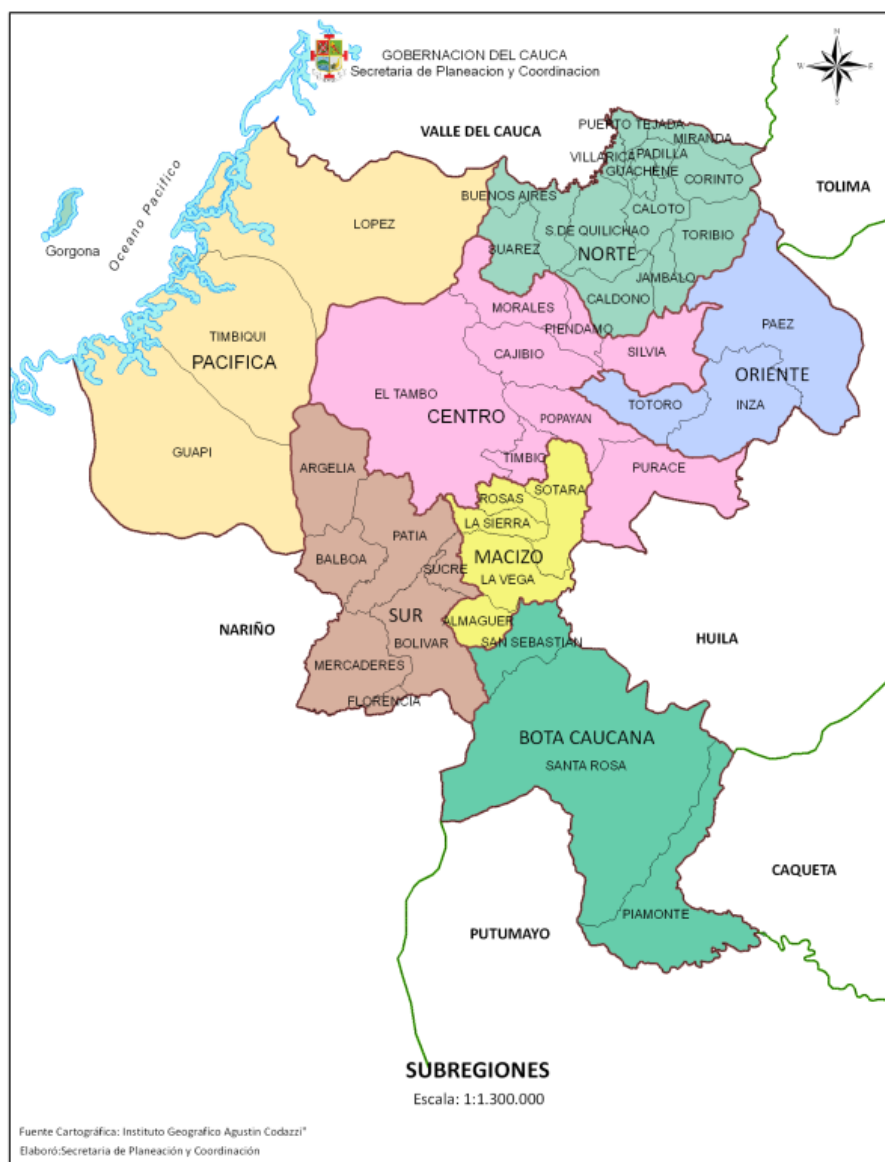 GOBERNACION DEL CAUCA
Secretaria de Planeacion y Coordinacion
N
W
E
S
VALLE DEL CAUCA
TOLIMA
Oceano Pacifico
Gorgona
PUERTO TEJADA
MIRANDA
VILLARICA
PADILLA
GUACHENE
CORINTO
BUENOS AIRES
CALOTO
LOPEZ
S.DE QUILICHAO
TORIBIO
SUAREZ
NORTE
JAMBALO
CALDONO
MORALES
PIENDAMO
PAEZ
TIMBIQUI
PACIFICA
CAJIBIO
SILVIA
ORIENTE
EL TAMBO
CENTRO
TOTORO
INZA
POPAYAN
GUAPI
TIMBIO
ARGELIA
PURACE
SOTARA
ROSAS
LA SIERRA
PATIA
BALBOA
MACIZO
SUCRE
LA VEGA
SUR
ALMAGUER
NARIÑO
BOLIVAR
SAN SEBASTIAN
HUILA
MERCADERES
FLORENCIA
BOTA CAUCANA
SANTA ROSA
CAQUETA
PIAMONTE
PUTUMAYO
SUBREGIONES
Escala: 1:1.300.000
Fuente Cartográfica: Instituto Geografico Agustin Codazzi"
Elaboró:Secretaria de Planeación y Coordinación